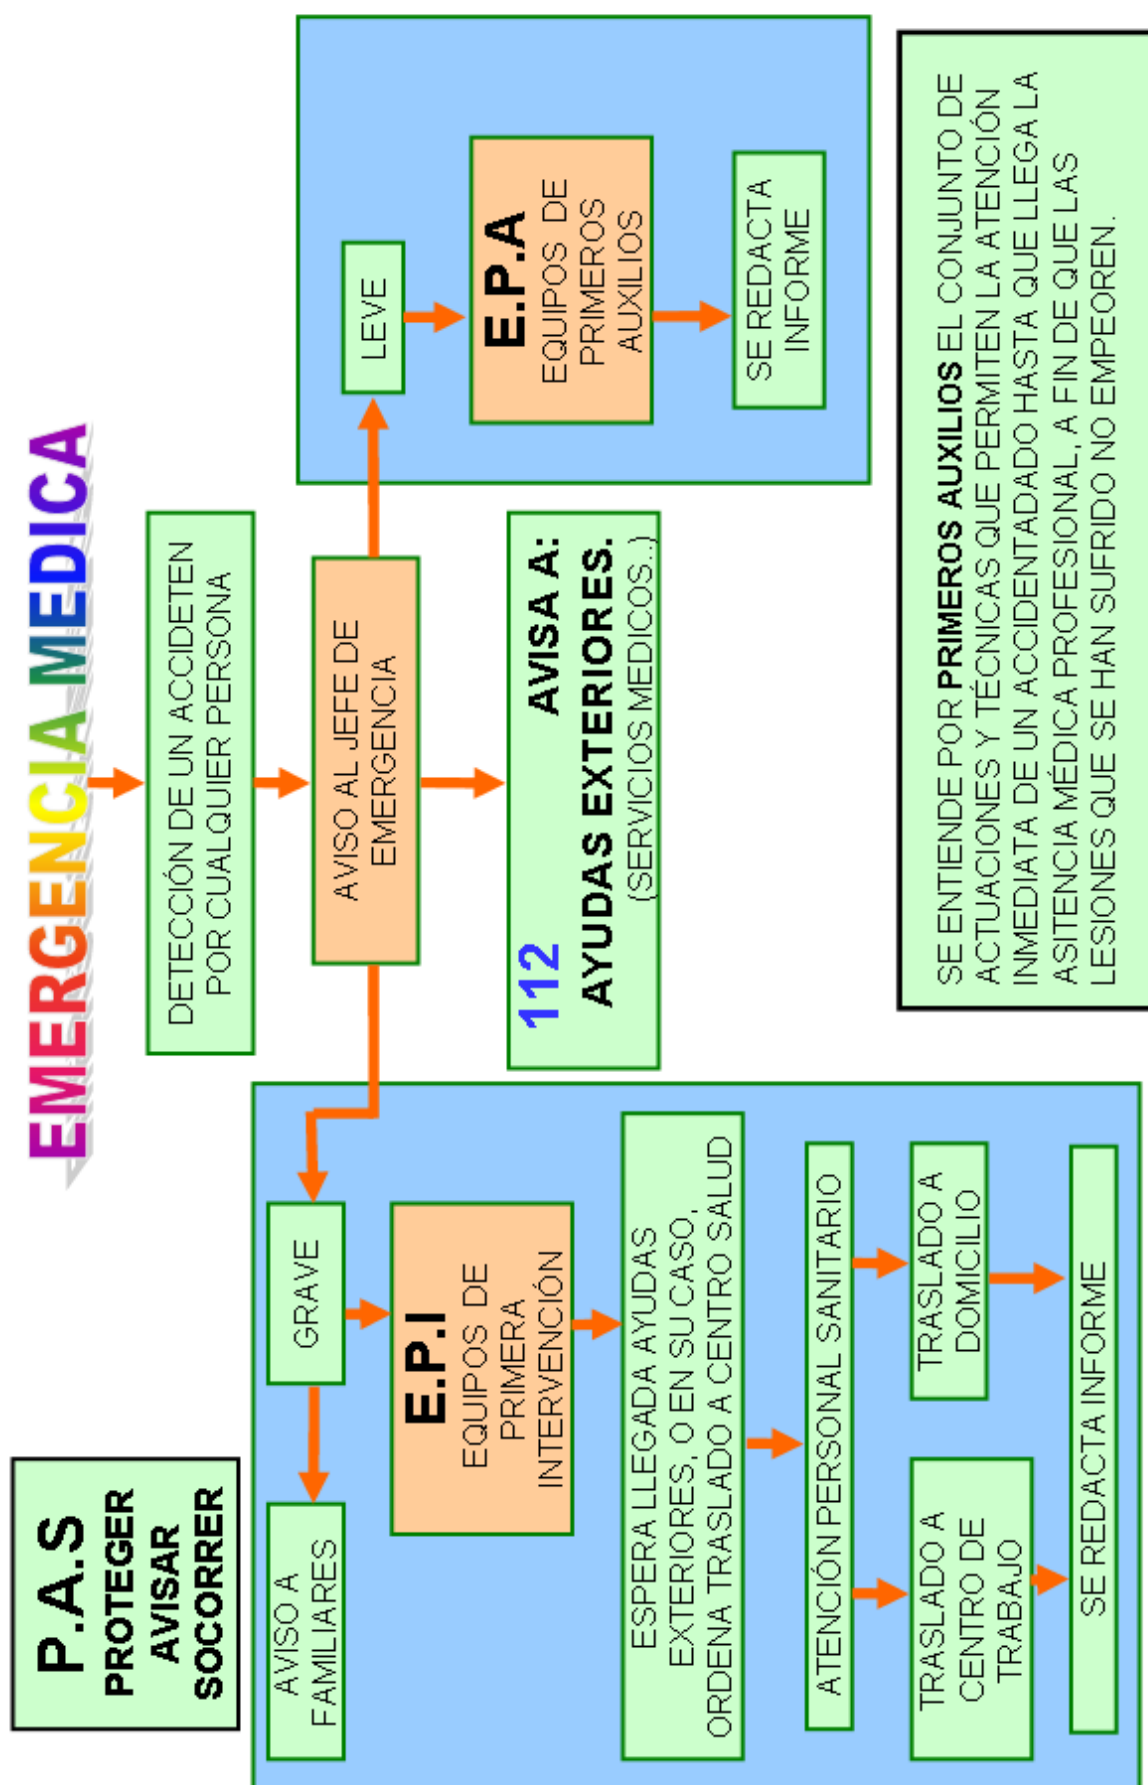 EMERGENCIA MEDICA
P.A.S
PROTEGER
AVISAR
SOCORRER
DETECCIÓN DE UN ACCIDETEN
POR CUALQUIER PERSONA
AVISO AL JEFE DE
EMERGENCIA
112 AVISA A:
AYUDAS EXTERIORES.
(SERVICIOS MEDICOS..)
AVISO A
FAMILIARES
GRAVE
E.P.I
EQUIPOS DE
PRIMERA
INTERVENCIÓN
ESPERA LLEGADA AYUDAS
EXTERIORES, O EN SU CASO,
ORDENA TRASLADO A CENTRO SALUD
ATENCIÓN PERSONAL SANITARIO
TRASLADO A
CENTRO DE
TRABAJO
TRASLADO A
DOMICILIO
SE REDACTA INFORME
LEVE
E.P.A
EQUIPOS DE
PRIMEROS
AUXILIOS
SE REDACTA
INFORME
SE ENTIENDE POR PRIMEROS AUXILIOS EL CONJUNTO DE
ACTUACIONES Y TÉCNICAS QUE PERMITEN LA ATENCIÓN
INMEDIATA DE UN ACCIDENTADADO HASTA QUE LLEGA LA
ASITENCIA MÉDICA PROFESIONAL, A FIN DE QUE LAS
LESIONES QUE SE HAN SUFRIDO NO EMPEOREN.